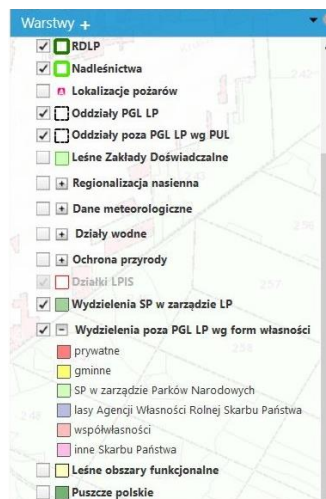 Warstwy +
RDLP
Nadleśnictwa
Lokalizacje pożarów
Oddziały PGL LP
Oddziały poza PGL LP wg PUL
Leśne Zakłady Doświadczalne
Regionalizacja nasienna
Dane meteorologiczne
Działy wodne
Ochrona przyrody
Działki LPIS
Wydzielenia SP w zarządzie LP
Wydzielenia poza PGL LP wg form własności
prywatne
gminne
SP w zarządzie Parków Narodowych
lasy Agencji Własności Rolnej Skarbu Państwa
współwłasności
inne Skarbu Państwa
Leśne obszary funkcjonalne
Puszcze polskie